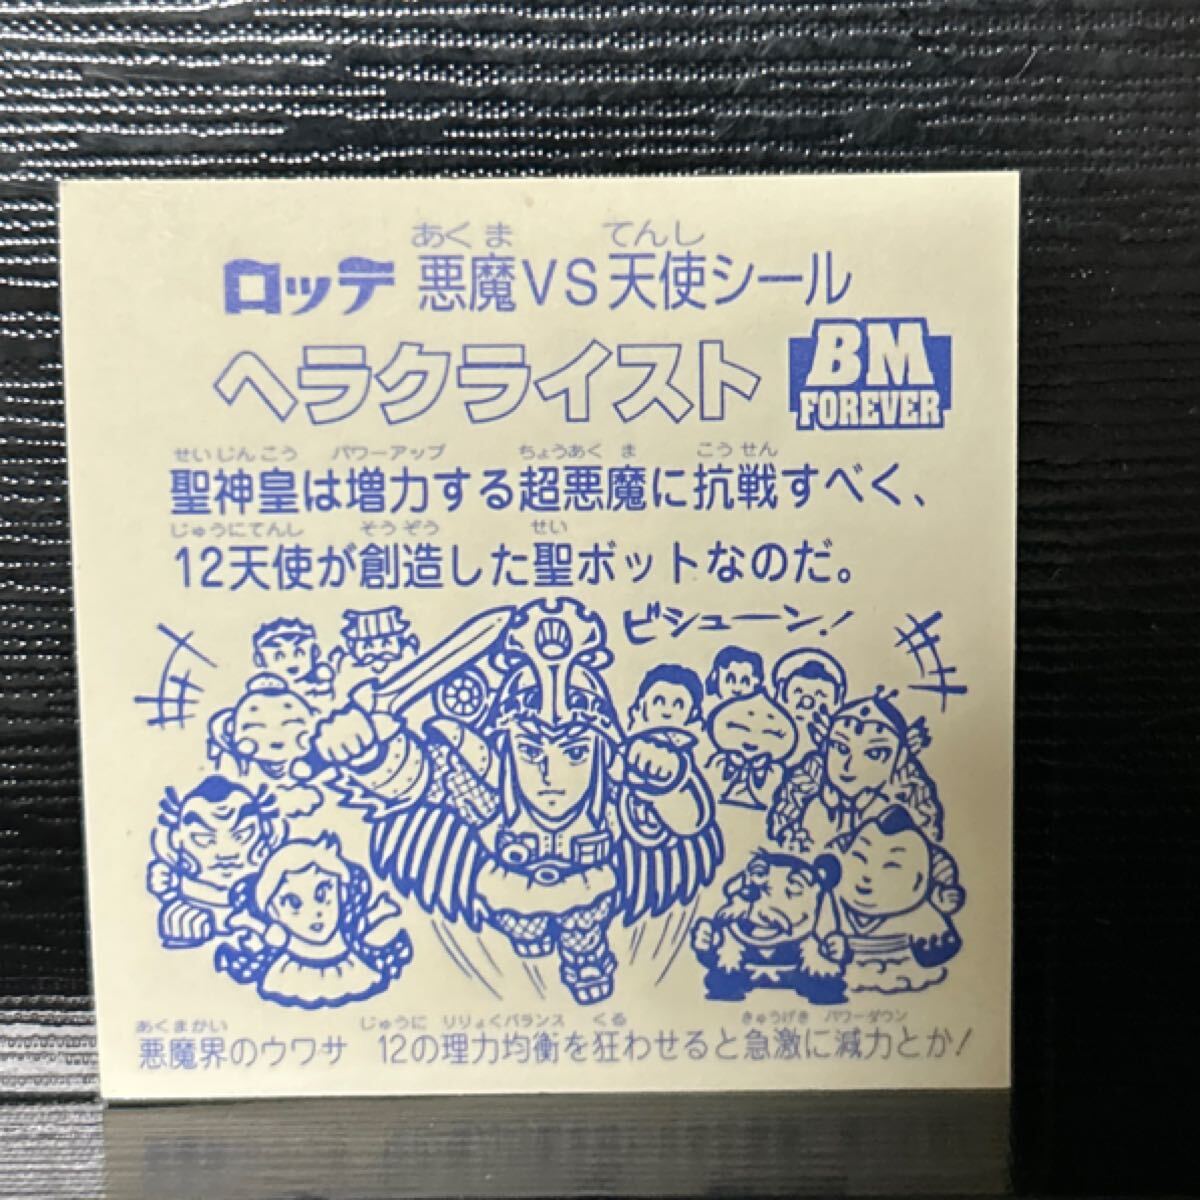 あくま てんし
ロッテ 悪魔VS天使シール
ヘラクライスト BM FOREVER
せいじんこう パワーアップ ちょうあく ま こうせん
聖神皇は増力する超悪魔に抗戦すべく、
じゅうにてんし そうぞう せい
12天使が創造した聖ボットなのだ。
ビシューン!
あくまかい じゅうに りりょくバランス くる きゅうげき パワーダウン
悪魔界のウワサ 12の理力均衡を狂わせると急激に減力とか!